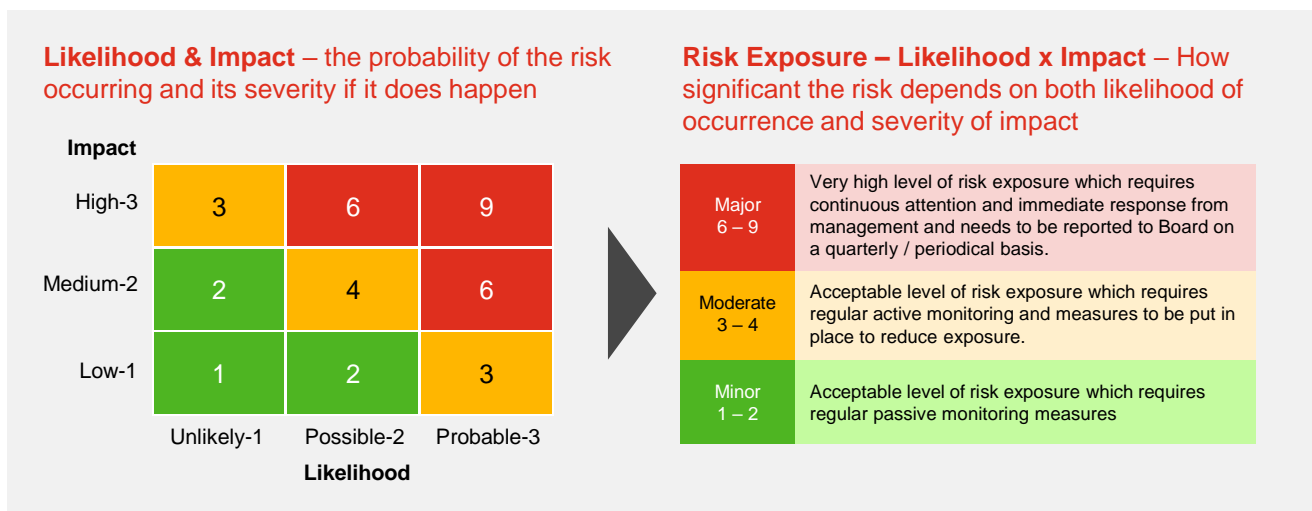 Likelihood & Impact – the probability of the risk
occurring and its severity if it does happen
Impact
High-3
3
6
9
Medium-2
2
4
6
Low-1
1
2
3
Unlikely-1
Possible-2
Probable-3
Likelihood
Risk Exposure – Likelihood x Impact – How
significant the risk depends on both likelihood of
occurrence and severity of impact
Major
6 – 9
Very high level of risk exposure which requires
continuous attention and immediate response from
management and needs to be reported to Board on
a quarterly / periodical basis.
Moderate
3 – 4
Acceptable level of risk exposure which requires
regular active monitoring and measures to be put in
place to reduce exposure.
Minor
1 – 2
Acceptable level of risk exposure which requires
regular passive monitoring measures